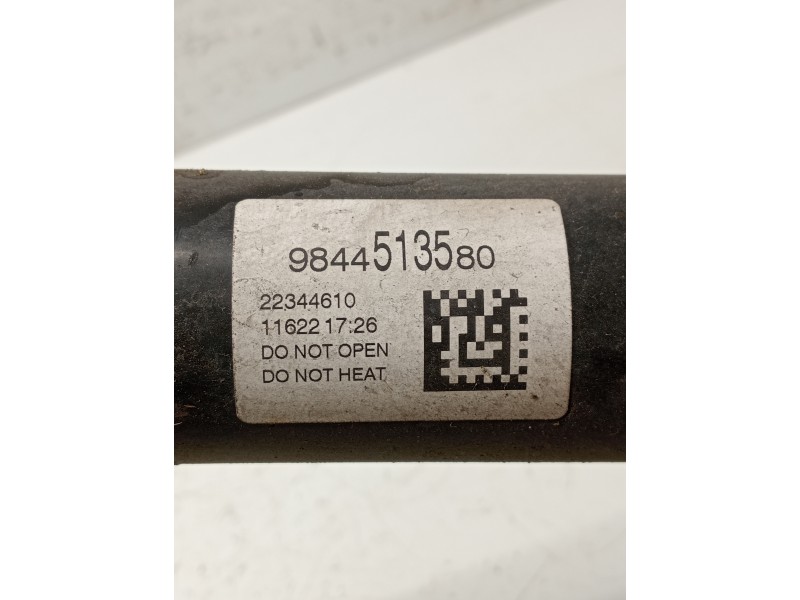 9844513580
22344610
11622 17:26
DO NOT OPEN
DO NOT HEAT